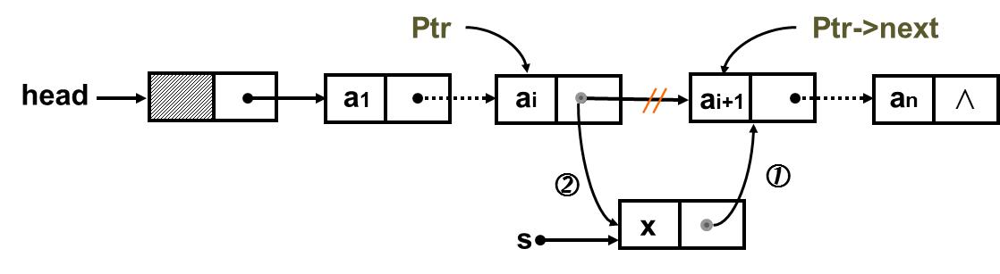 Ptr
Ptr->next
head
a1
ai
ai+1
an
∧
②
①
x
s